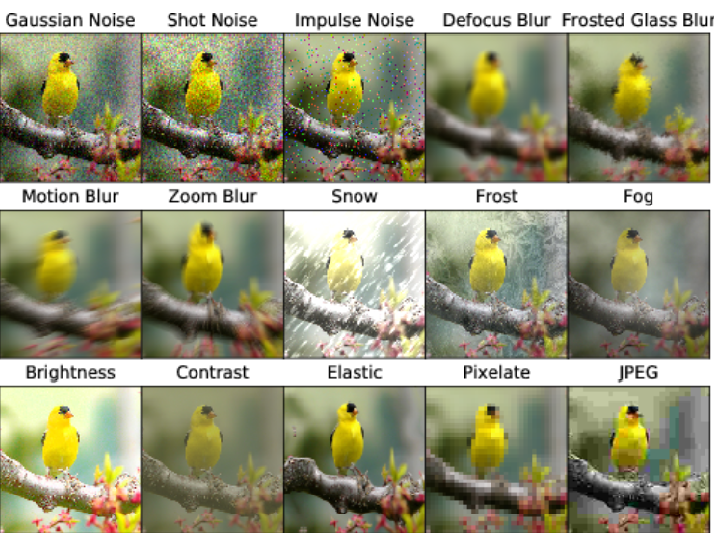 Gaussian Noise Shot Noise Impulse Noise Defocus Blur Frosted Glass Blur
Motion Blur Zoom Blur Snow Frost Fog
Brightness Contrast Elastic Pixelate JPEG